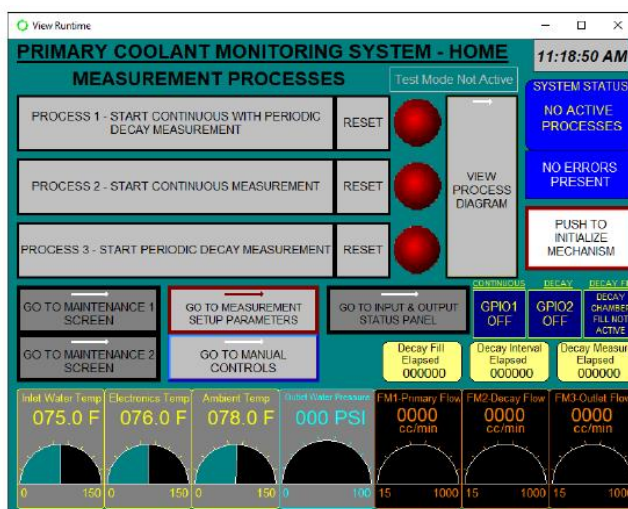 View Runtime
PRIMARY COOLANT MONITORING SYSTEM - HOME
11:18:50 AM
MEASUREMENT PROCESSES
Test Mode Not Active
SYSTEM STATUS
NO ACTIVE
PROCESSES
PROCESS 1 - START CONTINUOUS WITH PERIODIC
DECAY MEASUREMENT
RESET
NO ERRORS
PRESENT
PROCESS 2 - START CONTINUOUS MEASUREMENT
RESET
VIEW
PROCESS
DIAGRAM
PUSH TO
INITIALIZE
MECHANISM
PROCESS 3 - START PERIODIC DECAY MEASUREMENT
RESET
GO TO MAINTENANCE 1
SCREEN
GO TO MEASUREMENT
SETUP PARAMETERS
GO TO INPUT & OUTPUT
STATUS PANEL
CONTINUOUS
DECAY
DECAY
GPIO1
OFF
GPIO2
OFF
DECAY
CHAMBER
FILL NOT
ACTIVE
GO TO MAINTENANCE 2
SCREEN
GO TO MANUAL
CONTROLS
Decay Fill
Elapsed
000000
Decay Interval
Elapsed
000000
Decay Measure
Elapsed
000000
Inlet Water Temp
075.0 F
0 150
Electronics Temp
076.0 F
0 150
Ambient Temp
078.0 F
0 150
Outlet Water Pressure
000 PSI
0 100
FM1-Primary Flow
0000
cc/min
15 1000
FM2-Decay Flow
0000
cc/min
15 1000
FM3-Outlet Flow
0000
cc/min
15 1000